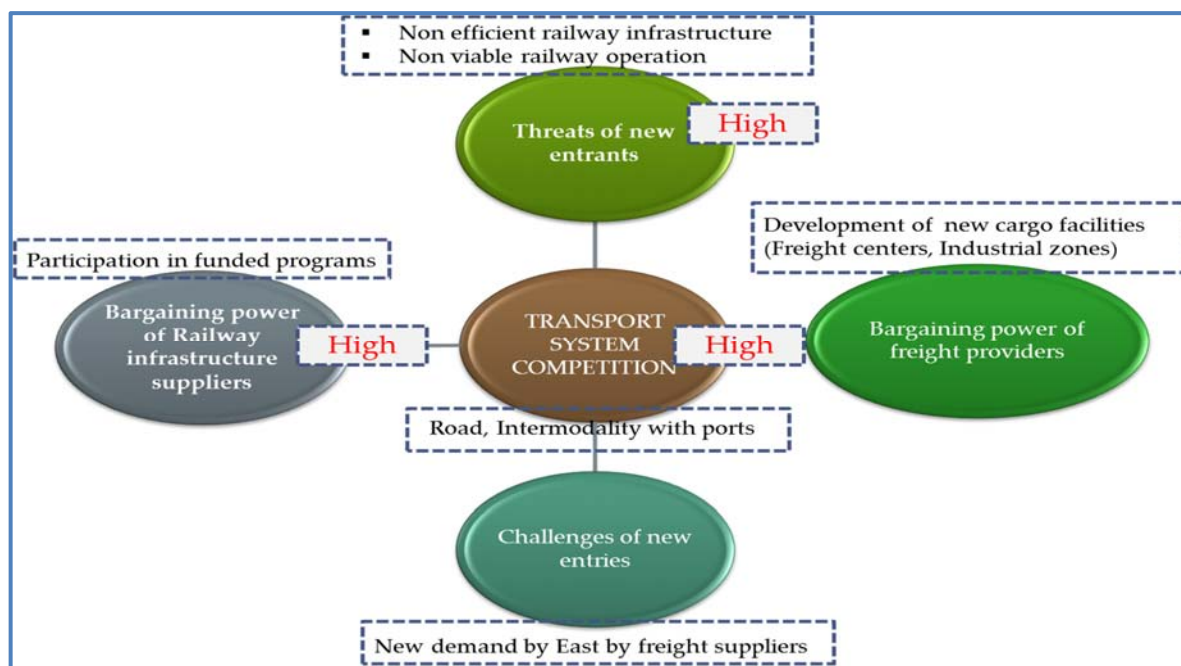 ▪ Non efficient railway infrastructure
▪ Non viable railway operation
Threats of new
entrants
High
Development of new cargo facilities
(Freight centers, Industrial zones)
Participation in funded programs
Bargaining power
of Railway
infrastructure
suppliers
High
TRANSPORT
SYSTEM
COMPETITION
High
Bargaining power of
freight providers
Road, Intermodality with ports
Challenges of new
entries
New demand by East by freight suppliers